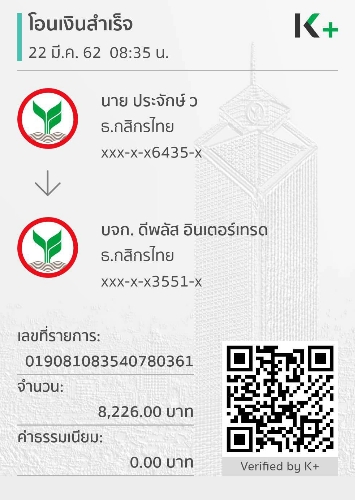 โอนเงินสำเร็จ
K+
22 มี.ค. 62 08:35 น.
นาย ประจักษ์ ว
ธ.กสิกรไทย
xxx-x-x6435-x
บจก. ดีพลัส อินเตอร์เทรด
ธ.กสิกรไทย
xxx-x-x3551-x
เลขที่รายการ:
019081083540780361
จำนวน:
8,226.00 บาท
ค่าธรรมเนียม:
0.00 บาท
Verified by K+